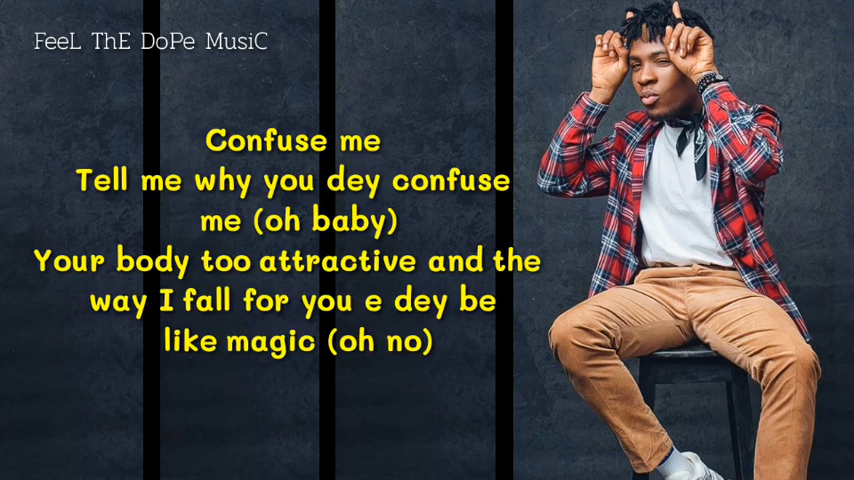 FeeL ThE DoPe MusiC
Confuse me
Tell me why you dey confuse
me (oh baby)
Your body too attractive and the
way I fall for you e dey be
like magic (oh no)